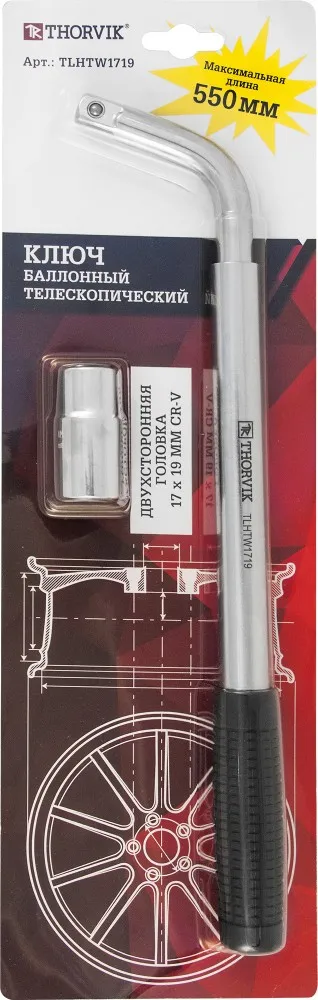 THORVIK®
Арт.: TLHTW1719
Максимальная
длина
550 мм
КЛЮЧ
БАЛЛОННЫЙ
ТЕЛЕСКОПИЧЕСКИЙ
ДВУХСТОРОННЯЯ
ГОЛОВКА
17 x 19 ММ CR-V
THORVIK
TLHTW1719